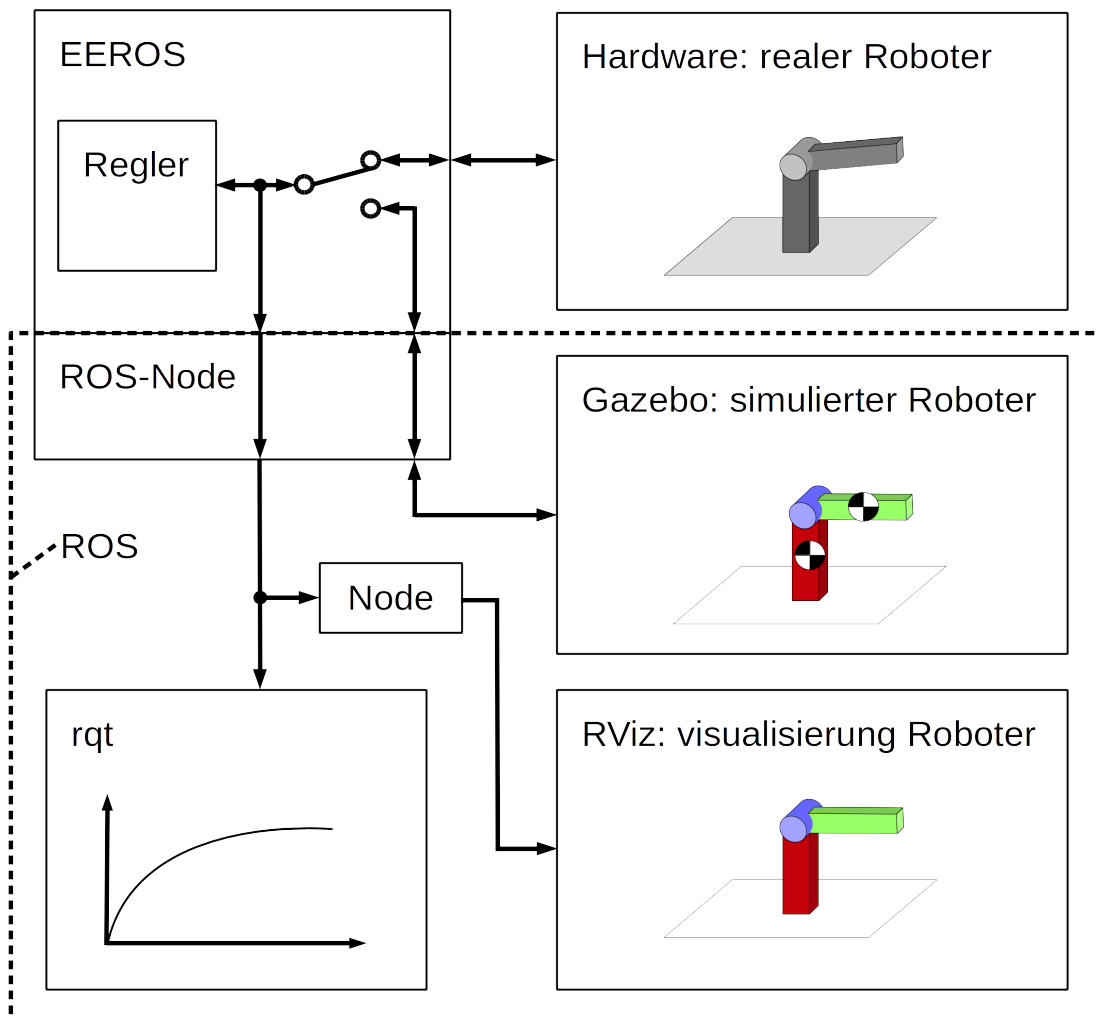 EEROS
Hardware: realer Roboter
Regler
ROS-Node
Gazebo: simulierter Roboter
ROS
Node
rqt
RViz: visualisierung Roboter